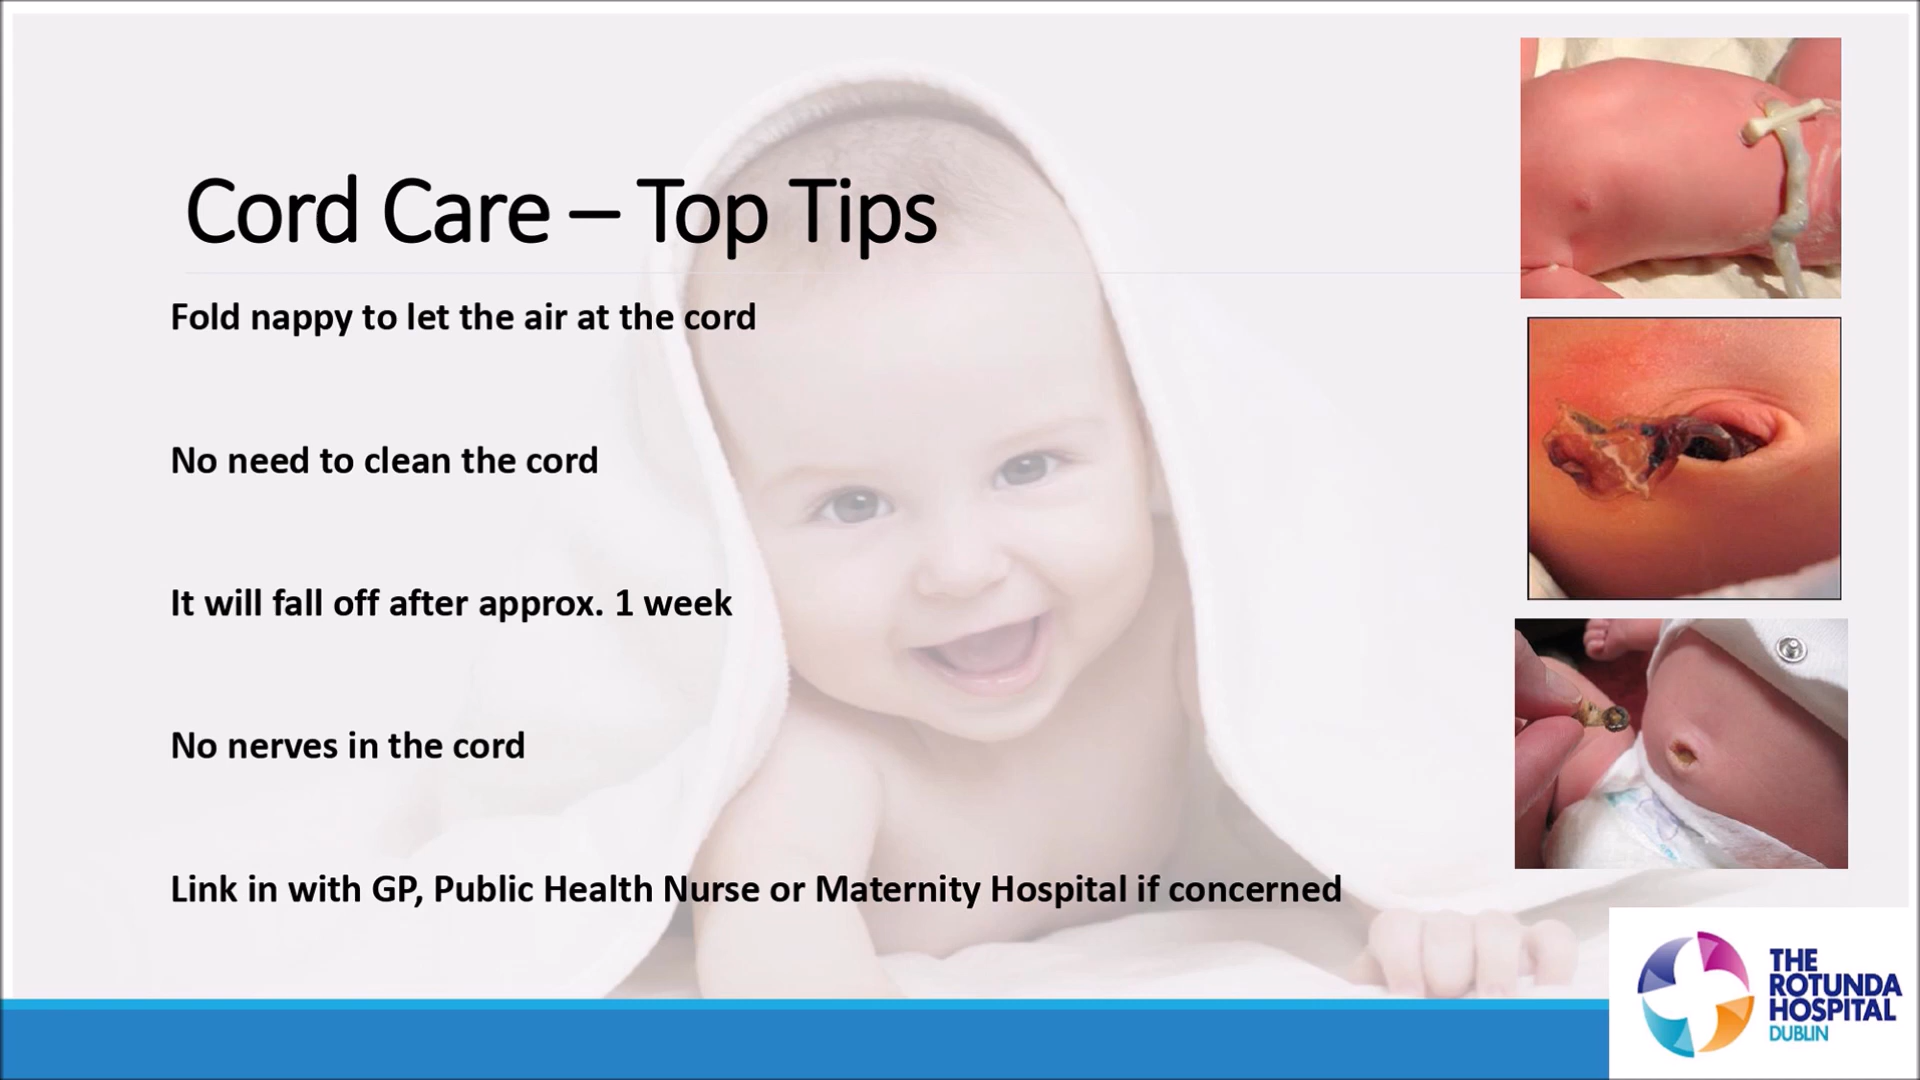 Cord Care – Top Tips
Fold nappy to let the air at the cord
No need to clean the cord
It will fall off after approx. 1 week
No nerves in the cord
Link in with GP, Public Health Nurse or Maternity Hospital if concerned
THE
ROTUNDA
HOSPITAL
DUBLIN